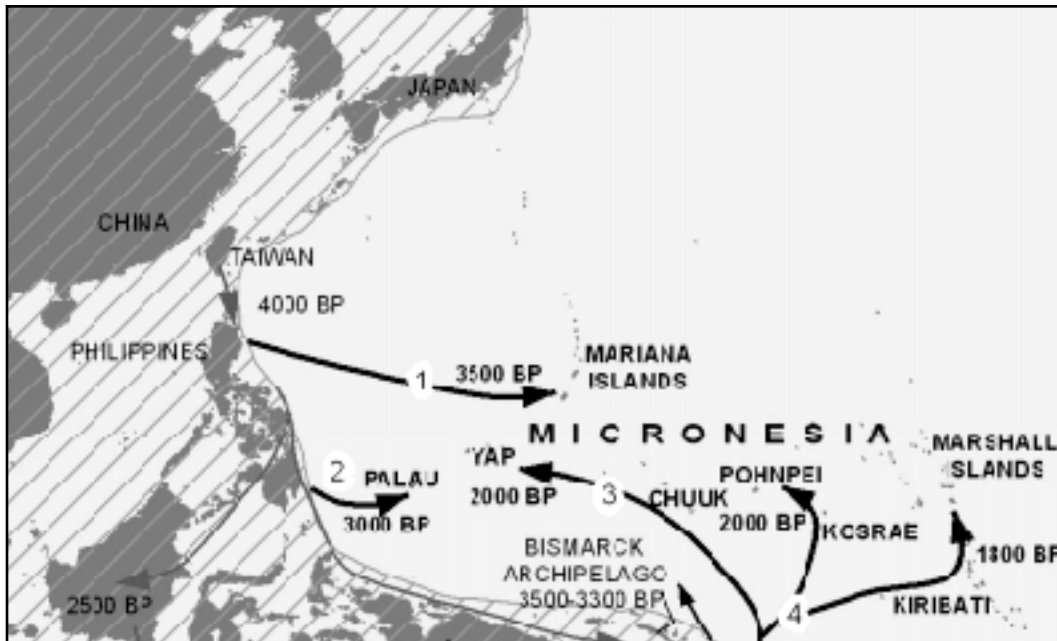 JAPAN
CHINA
TAIWAN
4000 BP
PHILIPPINES
MARIANA
ISLANDS
3500 BP
1
MICRONESIA
MARSHALL
ISLANDS
YAP
2000 BP
2
PALAU
3000 BP
3
CHUUK
POHNPEI
2000 BP
KOSRAE
BISMARCK
ARCHIPELAGO
3500-3300 BP
1800 BP
2500 BP
4
KIRIBATI